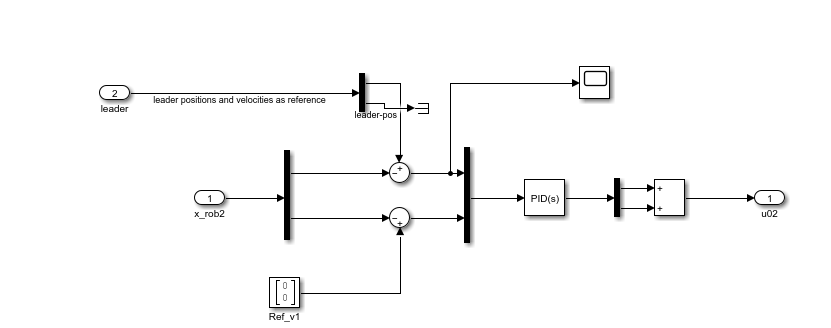 2
leader
leader positions and velocities as reference
leader-pos
+
−
1
x_rob2
−
+
PID(s)
+
+
1
u02
0
0
Ref_v1